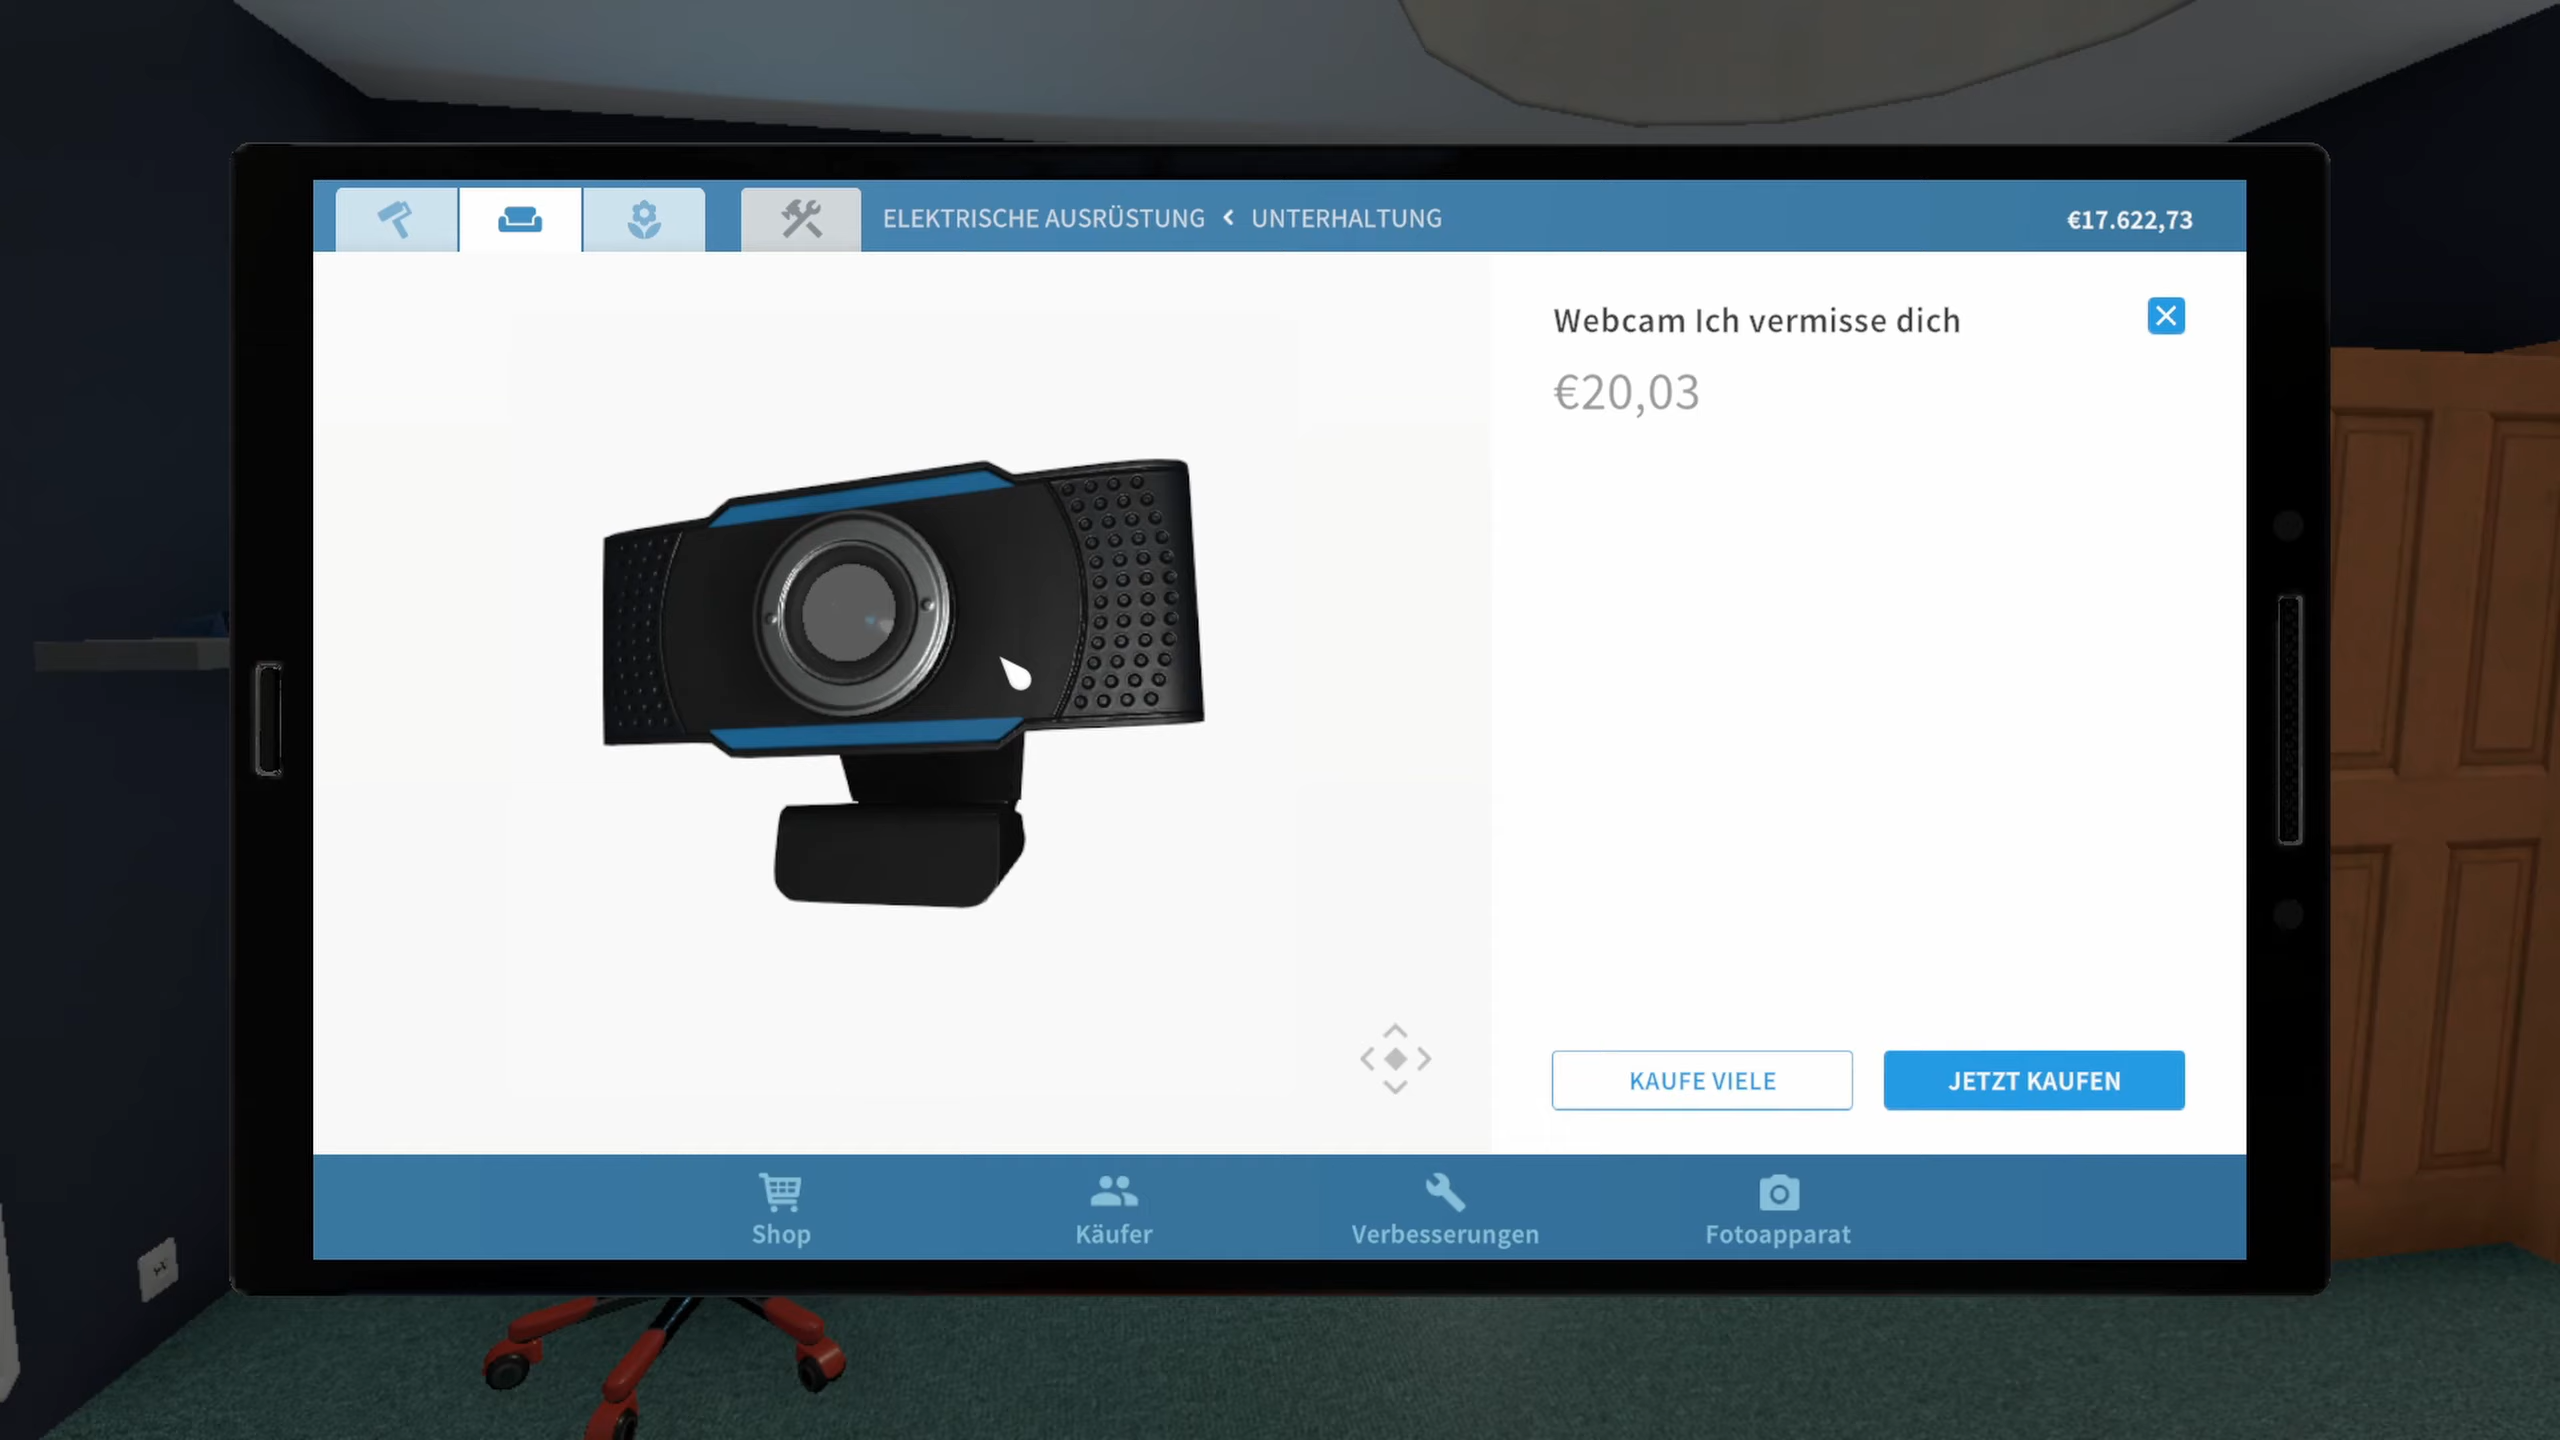 ELEKTRISCHE AUSRÜSTUNG < UNTERHALTUNG
€17.622,73
Webcam Ich vermisse dich
€20,03
KAUFE VIELE
JETZT KAUFEN
Shop
Käufer
Verbesserungen
Fotoapparat